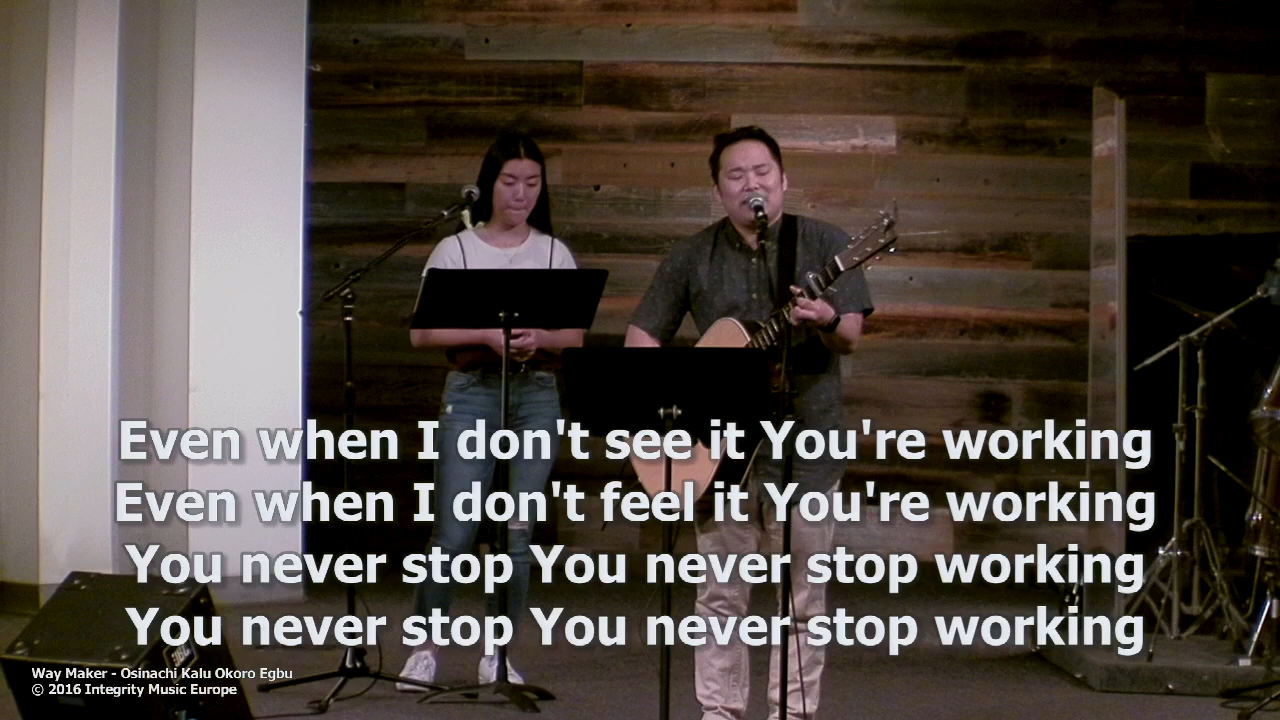 Even when I don't see it You're working
Even when I don't feel it You're working
You never stop You never stop working
You never stop You never stop working
Way Maker - Osinachi Kalu Okoro Egbu
© 2016 Integrity Music Europe
JBL